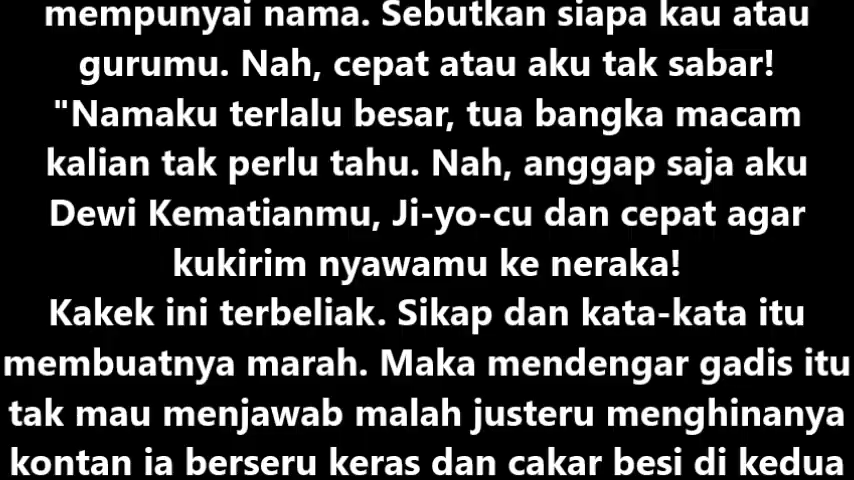 mempunyai nama. Sebutkan siapa kau atau
gurumu. Nah, cepat atau aku tak sabar!
"Namaku terlalu besar, tua bangka macam
kalian tak perlu tahu. Nah, anggap saja aku
Dewi Kematianmu, Ji-yo-cu dan cepat agar
kukirim nyawamu ke neraka!
Kakek ini terbeliak. Sikap dan kata-kata itu
membuatnya marah. Maka mendengar gadis itu
tak mau menjawab malah justeru menghinanya
kontan ia berseru keras dan cakar besi di kedua